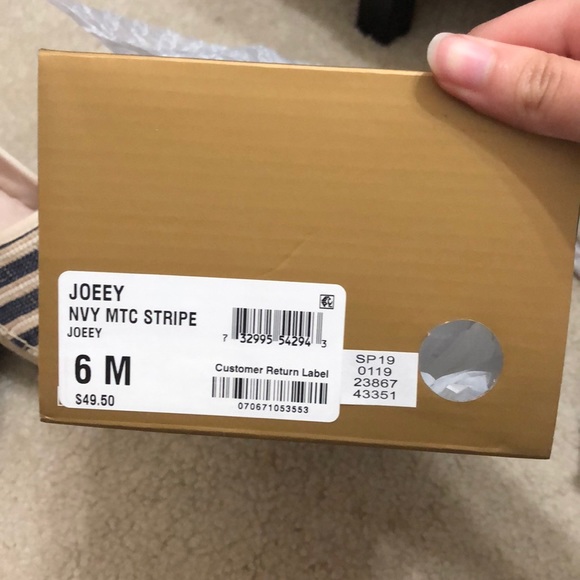 JOEEY
NVY MTC STRIPE
JOEEY
6 M
$49.50
7 32995 54294 3
Customer Return Label
070671053553
SP19
0119
23867
43351